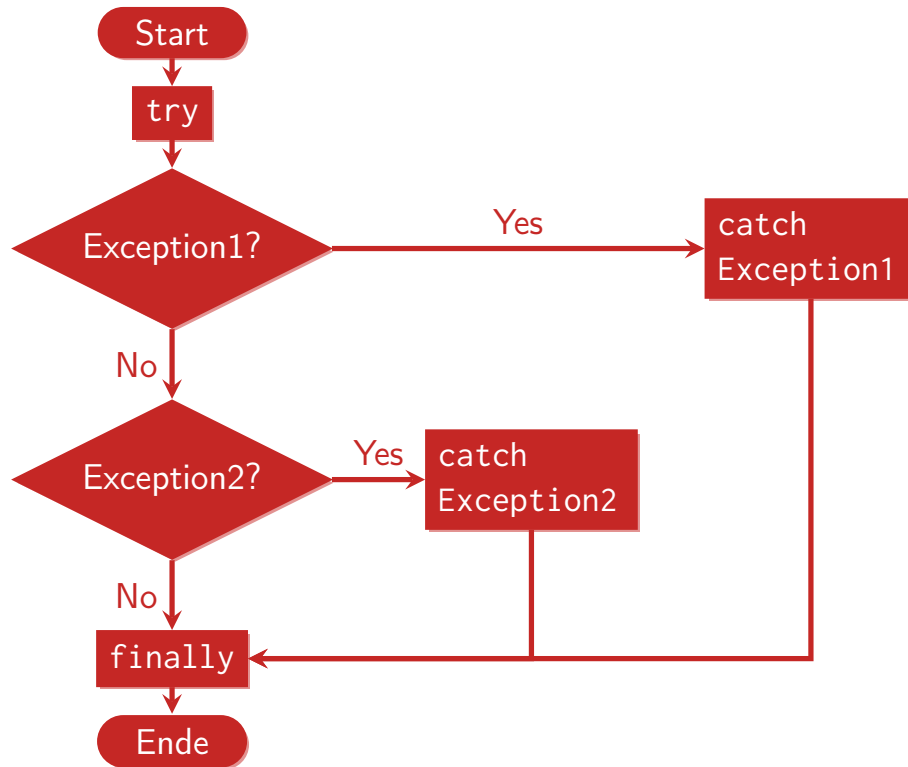 Start
try
Exception1?
Yes
catch
Exception1
No
Exception2?
Yes
catch
Exception2
No
finally
Ende